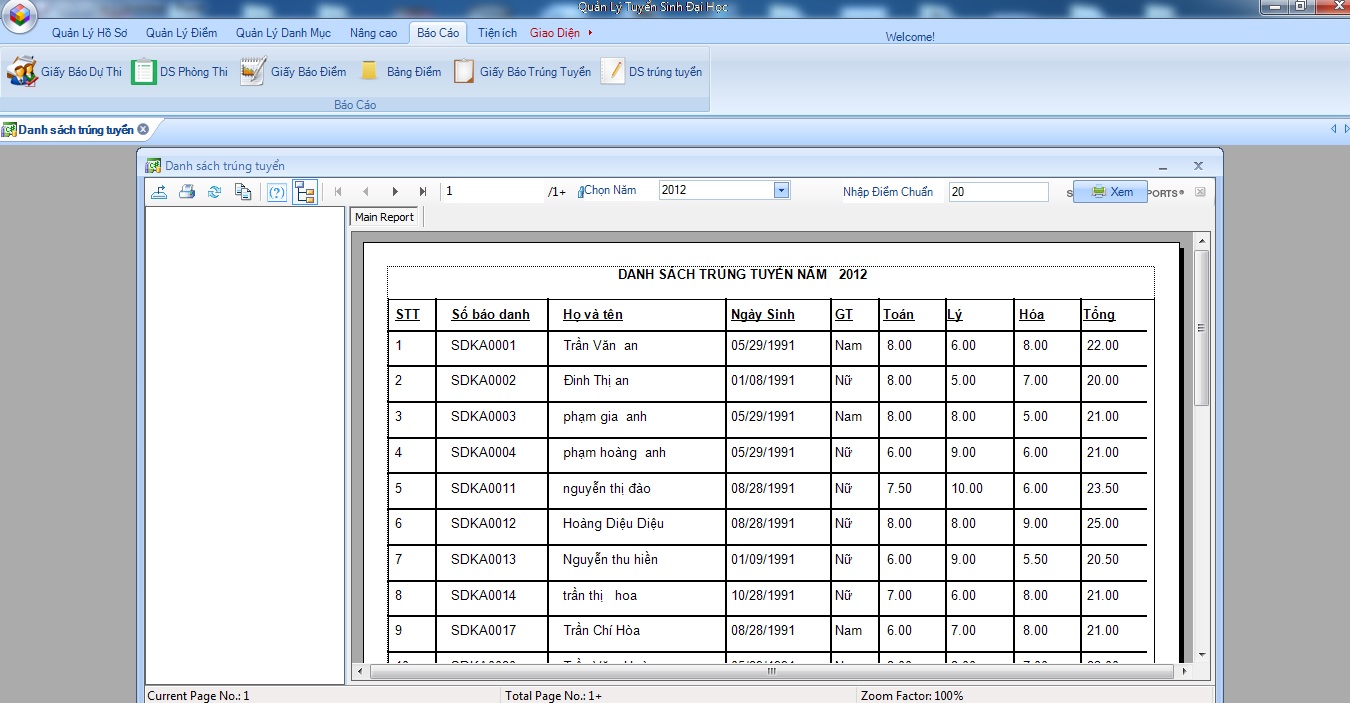 Quản Lý Tuyển Sinh Đại Học
Quản Lý Hồ Sơ Quản Lý Điểm Quản Lý Danh Mục Nâng cao Báo Cáo Tiện ích Giao Diện Welcome!
Giấy Báo Dự Thi DS Phòng Thi Giấy Báo Điểm Bảng Điểm Giấy Báo Trúng Tuyển DS trúng tuyển
Báo Cáo
Danh sách trúng tuyển
Danh sách trúng tuyển
1 /1+ Chọn Năm 2012 Nhập Điểm Chuẩn 20 S Xem PORTS®
Main Report
DANH SÁCH TRÚNG TUYỂN NĂM 2012
STT Số báo danh Họ và tên Ngày Sinh GT Toán Lý Hóa Tổng
1 SDKA0001 Trần Văn an 05/29/1991 Nam 8.00 6.00 8.00 22.00
2 SDKA0002 Đinh Thị an 01/08/1991 Nữ 8.00 5.00 7.00 20.00
3 SDKA0003 phạm gia anh 05/29/1991 Nam 8.00 8.00 5.00 21.00
4 SDKA0004 phạm hoàng anh 05/29/1991 Nữ 6.00 9.00 6.00 21.00
5 SDKA0011 nguyễn thị đào 08/28/1991 Nữ 7.50 10.00 6.00 23.50
6 SDKA0012 Hoàng Diệu Diệu 08/28/1991 Nữ 8.00 8.00 9.00 25.00
7 SDKA0013 Nguyễn thu hiền 01/09/1991 Nữ 6.00 9.00 5.50 20.50
8 SDKA0014 trần thị hoa 10/28/1991 Nữ 7.00 6.00 8.00 21.00
9 SDKA0017 Trần Chí Hòa 08/28/1991 Nam 6.00 7.00 8.00 21.00
Current Page No.: 1 Total Page No.: 1+ Zoom Factor: 100%